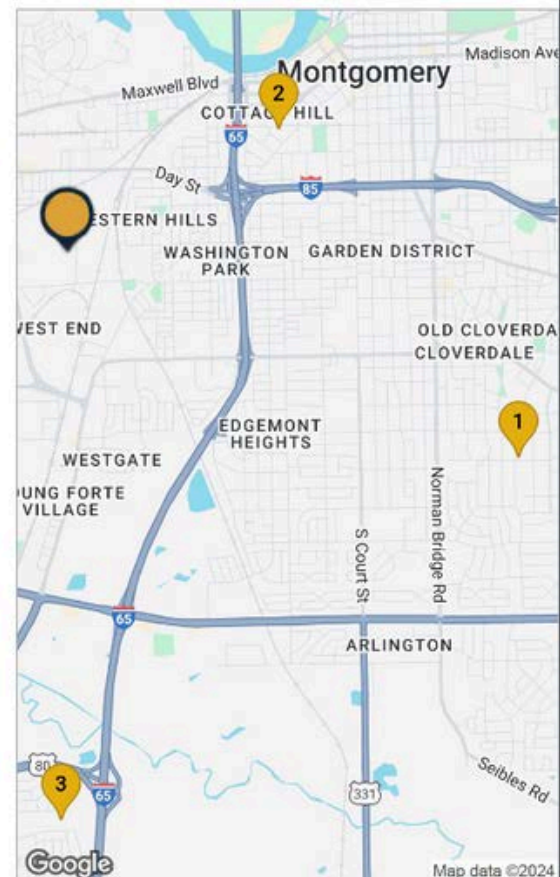 Madison Ave
Montgomery
Maxwell Blvd
2
COTTAG HILL
65
Day St
85
ESTERN HILLS
WASHINGTON
PARK
GARDEN DISTRICT
WEST END
OLD CLOVERDA
CLOVERDALE
1
EDGEMONT
HEIGHTS
WESTGATE
OUNG FORTE
VILLAGE
Norman Bridge Rd
S Court St
65
ARLINGTON
80
3
65
331
Seibles Rd
Google
Map data ©2024